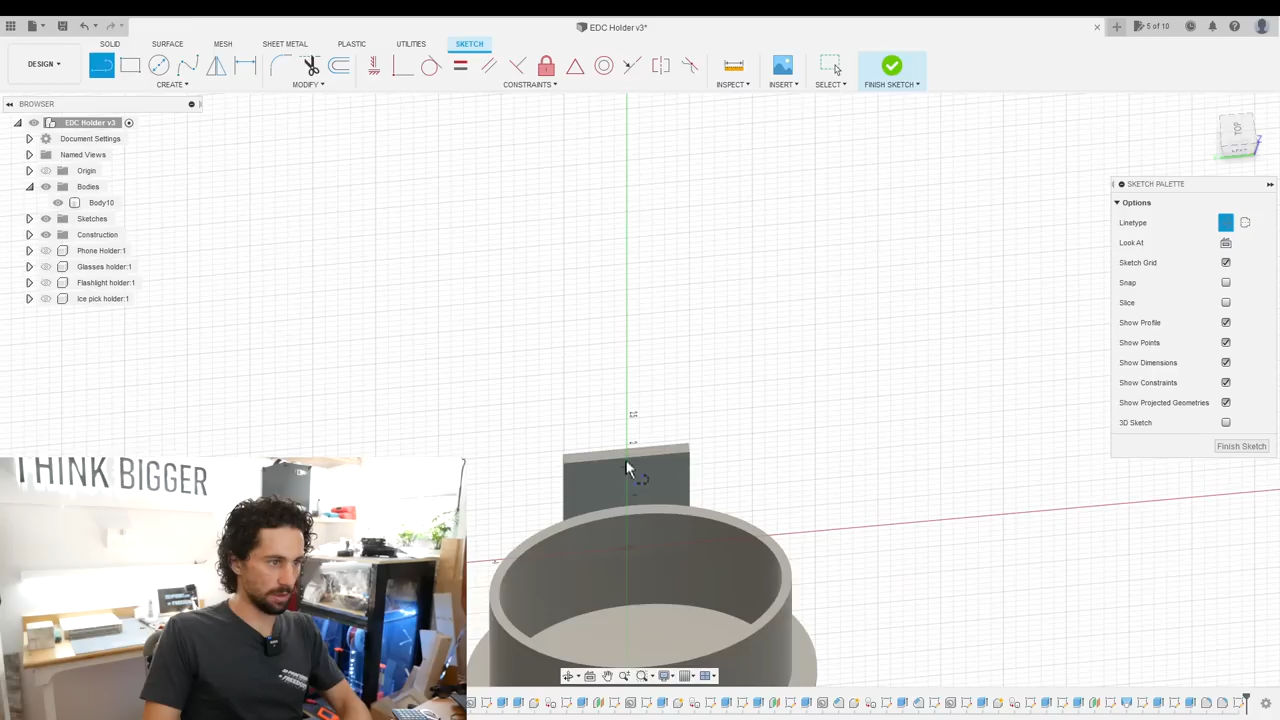 EDC Holder v3*
5 of 10
DESIGN
SOLID
SURFACE
MESH
SHEET METAL
PLASTIC
UTILITIES
SKETCH
CREATE
MODIFY
CONSTRAINTS
INSPECT
INSERT
SELECT
FINISH SKETCH
BROWSER
EDC Holder v3
Document Settings
Named Views
Origin
Bodies
Body10
Sketches
Construction
Phone Holder:1
Glasses holder:1
Flashlight holder:1
Ice pick holder:1
TOP
SKETCH PALETTE
Options
Linetype
Look At
Sketch Grid
Snap
Slice
Show Profile
Show Points
Show Dimensions
Show Constraints
Show Projected Geometries
3D Sketch
Finish Sketch
THINK BIGGER